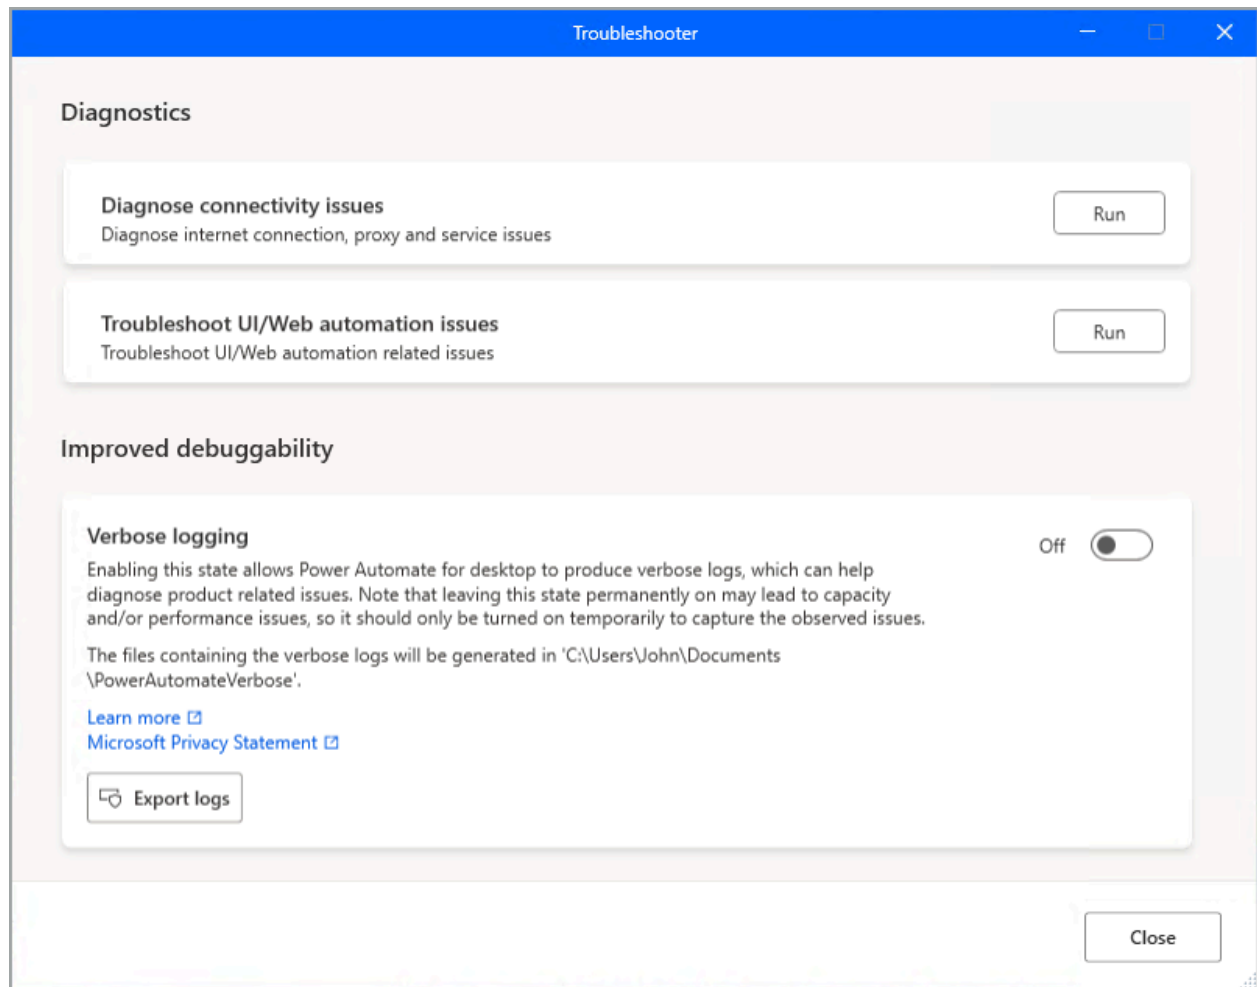 Troubleshooter
Diagnostics
Diagnose connectivity issues
Diagnose internet connection, proxy and service issues
Run
Troubleshoot UI/Web automation issues
Troubleshoot UI/Web automation related issues
Run
Improved debuggability
Verbose logging
Off
Enabling this state allows Power Automate for desktop to produce verbose logs, which can help
diagnose product related issues. Note that leaving this state permanently on may lead to capacity
and/or performance issues, so it should only be turned on temporarily to capture the observed issues.
The files containing the verbose logs will be generated in 'C:\Users\John\Documents
\PowerAutomateVerbose'.
Learn more
Microsoft Privacy Statement
Export logs
Close